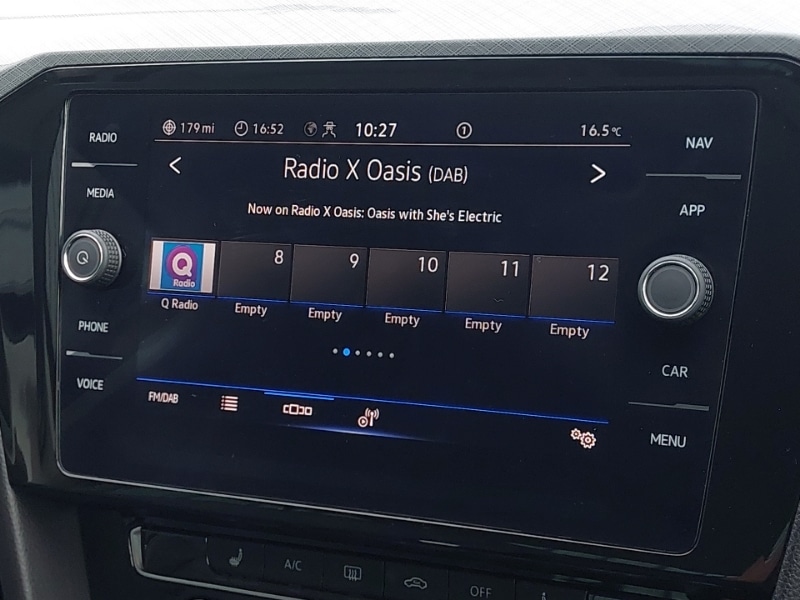 179 mi 16:52 10:27 1 16.5°C
RADIO
NAV
< Radio X Oasis (DAB) >
MEDIA
APP
Now on Radio X Oasis: Oasis with She's Electric
Q Radio 8 9 10 11 12
Q Radio Empty Empty Empty Empty Empty
PHONE
CAR
VOICE
FM/DAB
MENU
A/C
OFF